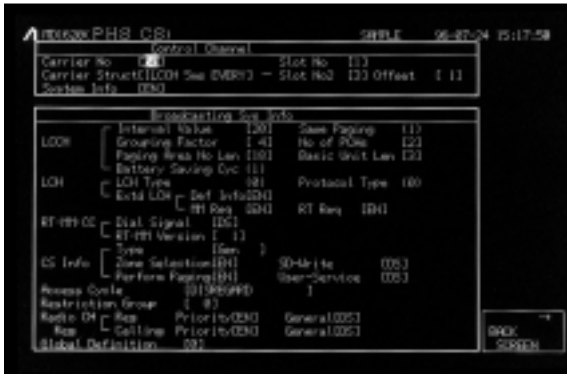 MD1620K(PHS CS) SAMPLE 96-07-24 15:17:50
Control Channel
Carrier No Slot No [1]
Carrier Struct[LCCH 5ms EVERY] - Slot No2 [3] Offset [ 1]
System Info [EN]
Broadcasting Sys Info
Interval Value [20] Same Paging (1)
LCCH Grouping Factor [ 4] No of PCHs [2]
Paging Area No Len [18] Basic Unit Len [3]
Battery Saving Cyc (1)
LCH LCH Type (0) Protocol Type (0)
Extd LCH Def Info[EN]
MM Req [EN] RT Req [EN]
RT-MM-CC Dial Signal [DS]
RT-MM Version [ 1]
Type [Gen. ]
CS Info Zone Selection[EN] SD-Write [DS]
Perform Paging[EN] User-Service [DS]
Access Cycle [DISREGARD ]
Restriction Group [ 0]
Radio CH Req Priority[EN] General[DS]
Req Calling Priority[EN] General[DS]
Global Definition [0]
→
BACK
SCREEN